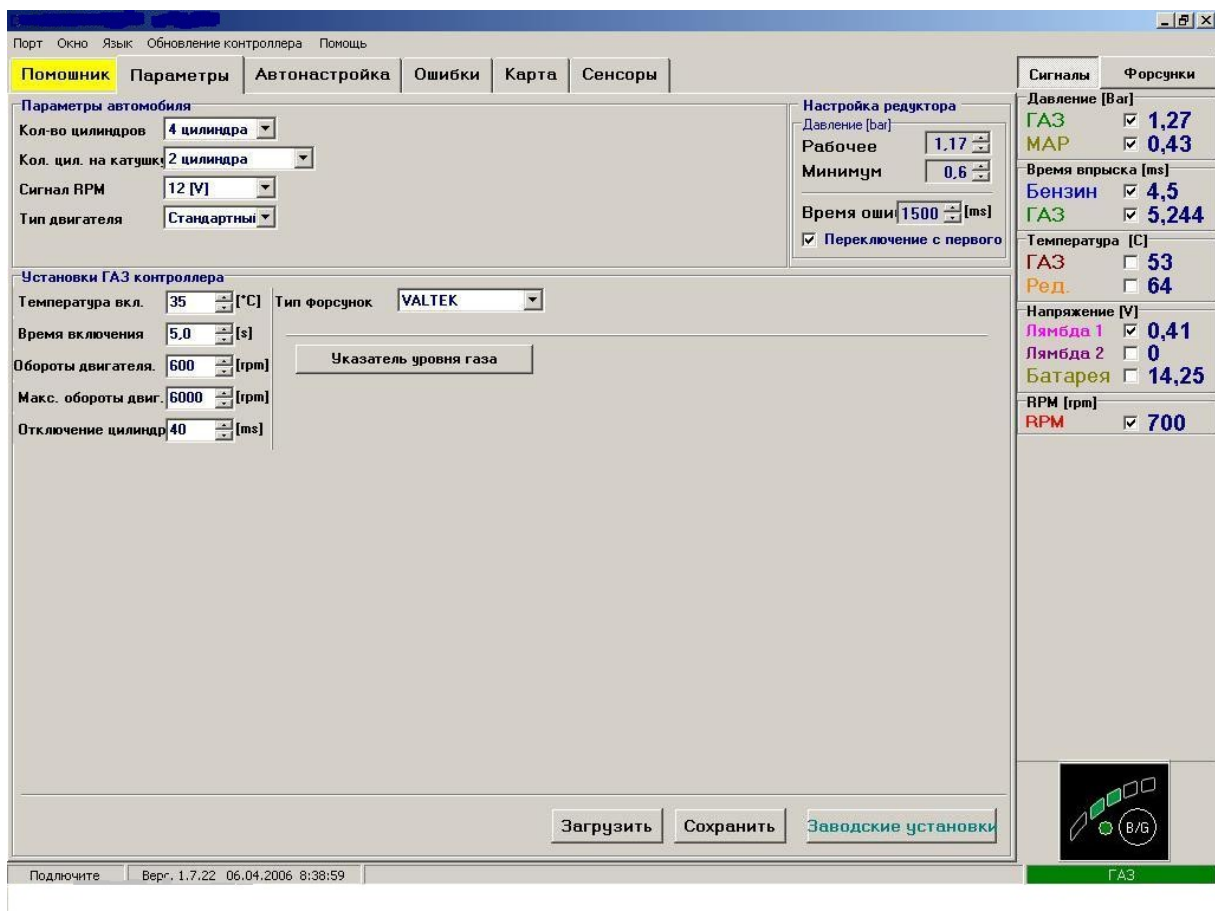 Порт Окно Язык Обновление контроллера Помощь
Помошник Параметры Автонастройка Ошибки Карта Сенсоры
Сигналы Форсунки
Параметры автомобиля
Кол-во цилиндров 4 цилиндра
Кол. цил. на катушку 2 цилиндра
Сигнал RPM 12 [V]
Тип двигателя Стандартный
Настройка редуктора
Давление [bar]
Рабочее 1,17
Минимум 0,6
Время оши 1500 [ms]
Переключение с первого
Установки ГАЗ контроллера
Температура вкл. 35 [°C] Тип форсунок VALTEK
Время включения 5,0 [s]
Указатель уровня газа
Обороты двигателя. 600 [rpm]
Макс. обороты двиг. 6000 [rpm]
Отключение цилиндр 40 [ms]
Давление [Bar]
ГАЗ 1,27
MAP 0,43
Время впрыска [ms]
Бензин 4,5
ГАЗ 5,244
Температура [C]
ГАЗ 53
Ред. 64
Напряжение [V]
Лямбда 1 0,41
Лямбда 2 0
Батарея 14,25
RPM [rpm]
RPM 700
Загрузить Сохранить Заводские установки
B/G
Подлючите Верс. 1.7.22 06.04.2006 8:38:59
ГАЗ